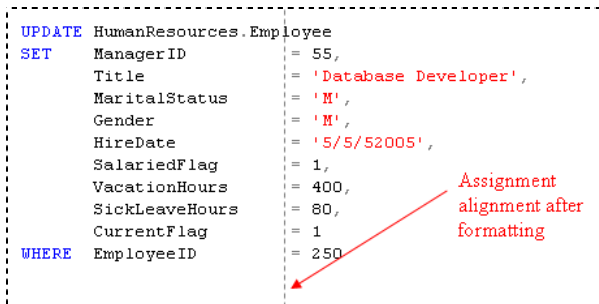 UPDATE HumanResources.Employee
SET ManagerID = 55,
Title = 'Database Developer',
MaritalStatus = 'M',
Gender = 'M',
HireDate = '5/5/52005',
SalariedFlag = 1,
VacationHours = 400,
SickLeaveHours = 80,
CurrentFlag = 1
WHERE EmployeeID = 250
Assignment
alignment after
formatting